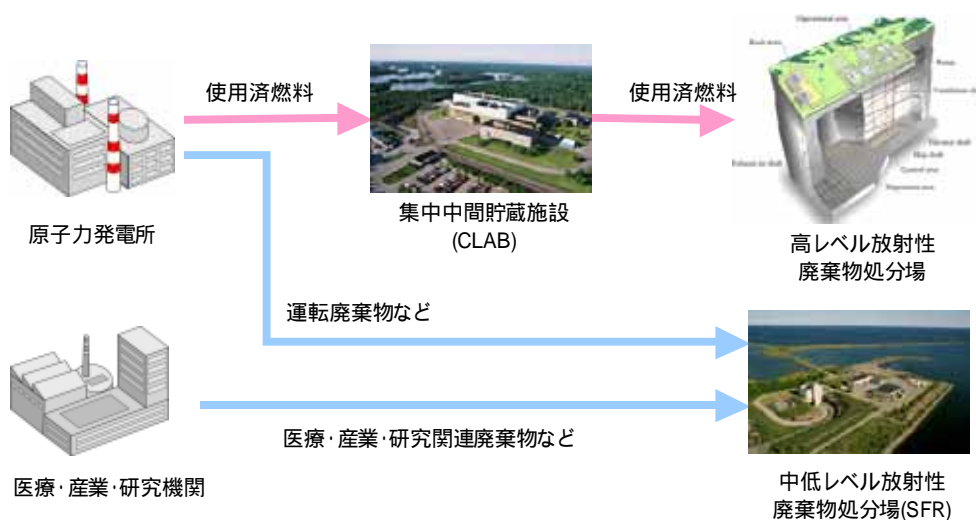 使用済燃料
使用済燃料
原子力発電所
集中中間貯蔵施設
(CLAB)
高レベル放射性
廃棄物処分場
運転廃棄物など
医療・産業・研究関連廃棄物など
医療・産業・研究機関
中低レベル放射性
廃棄物処分場(SFR)